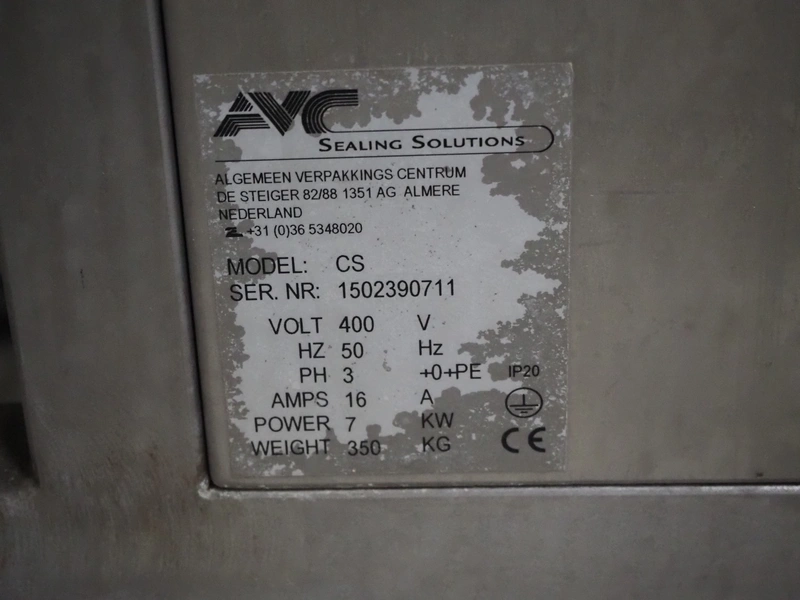 AVC
SEALING SOLUTIONS
ALGEMEEN VERPAKKINGS CENTRUM
DE STEIGER 82/88 1351 AG ALMERE
NEDERLAND
+31 (0)36 5348020
MODEL: CS
SER. NR: 1502390711
VOLT 400 V
HZ 50 Hz
PH 3 +0+PE IP20
AMPS 16 A
POWER 7 KW
WEIGHT 350 KG CE